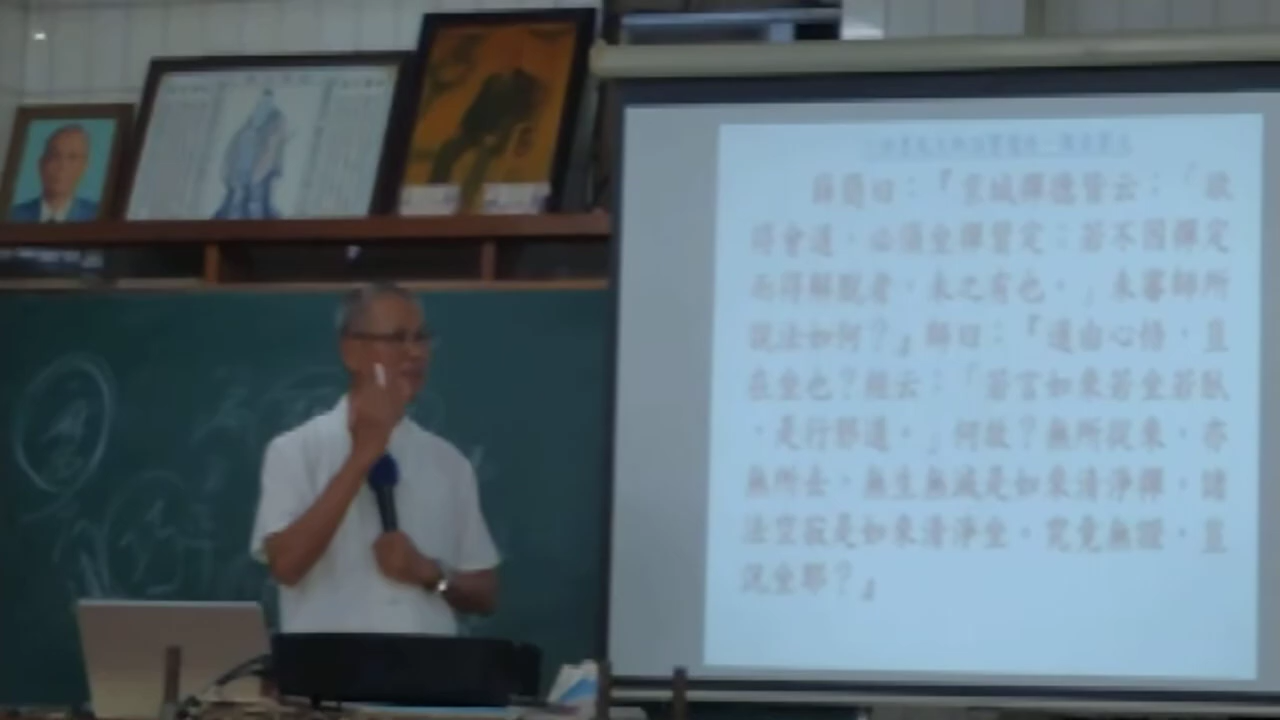 薛簡曰：『京城禪德皆云：「欲
得會道，必須坐禪習定；若不因禪定
而得解脫者，未之有也。」未審師所
說法如何？』師曰：『道由心悟，豈
在坐也？經云：「若言如來若坐若臥
，是行邪道。」何故？無所從來，亦
無所去，無生無滅是如來清淨禪，諸
法空寂是如來清淨坐。究竟無證，豈
況坐耶？』